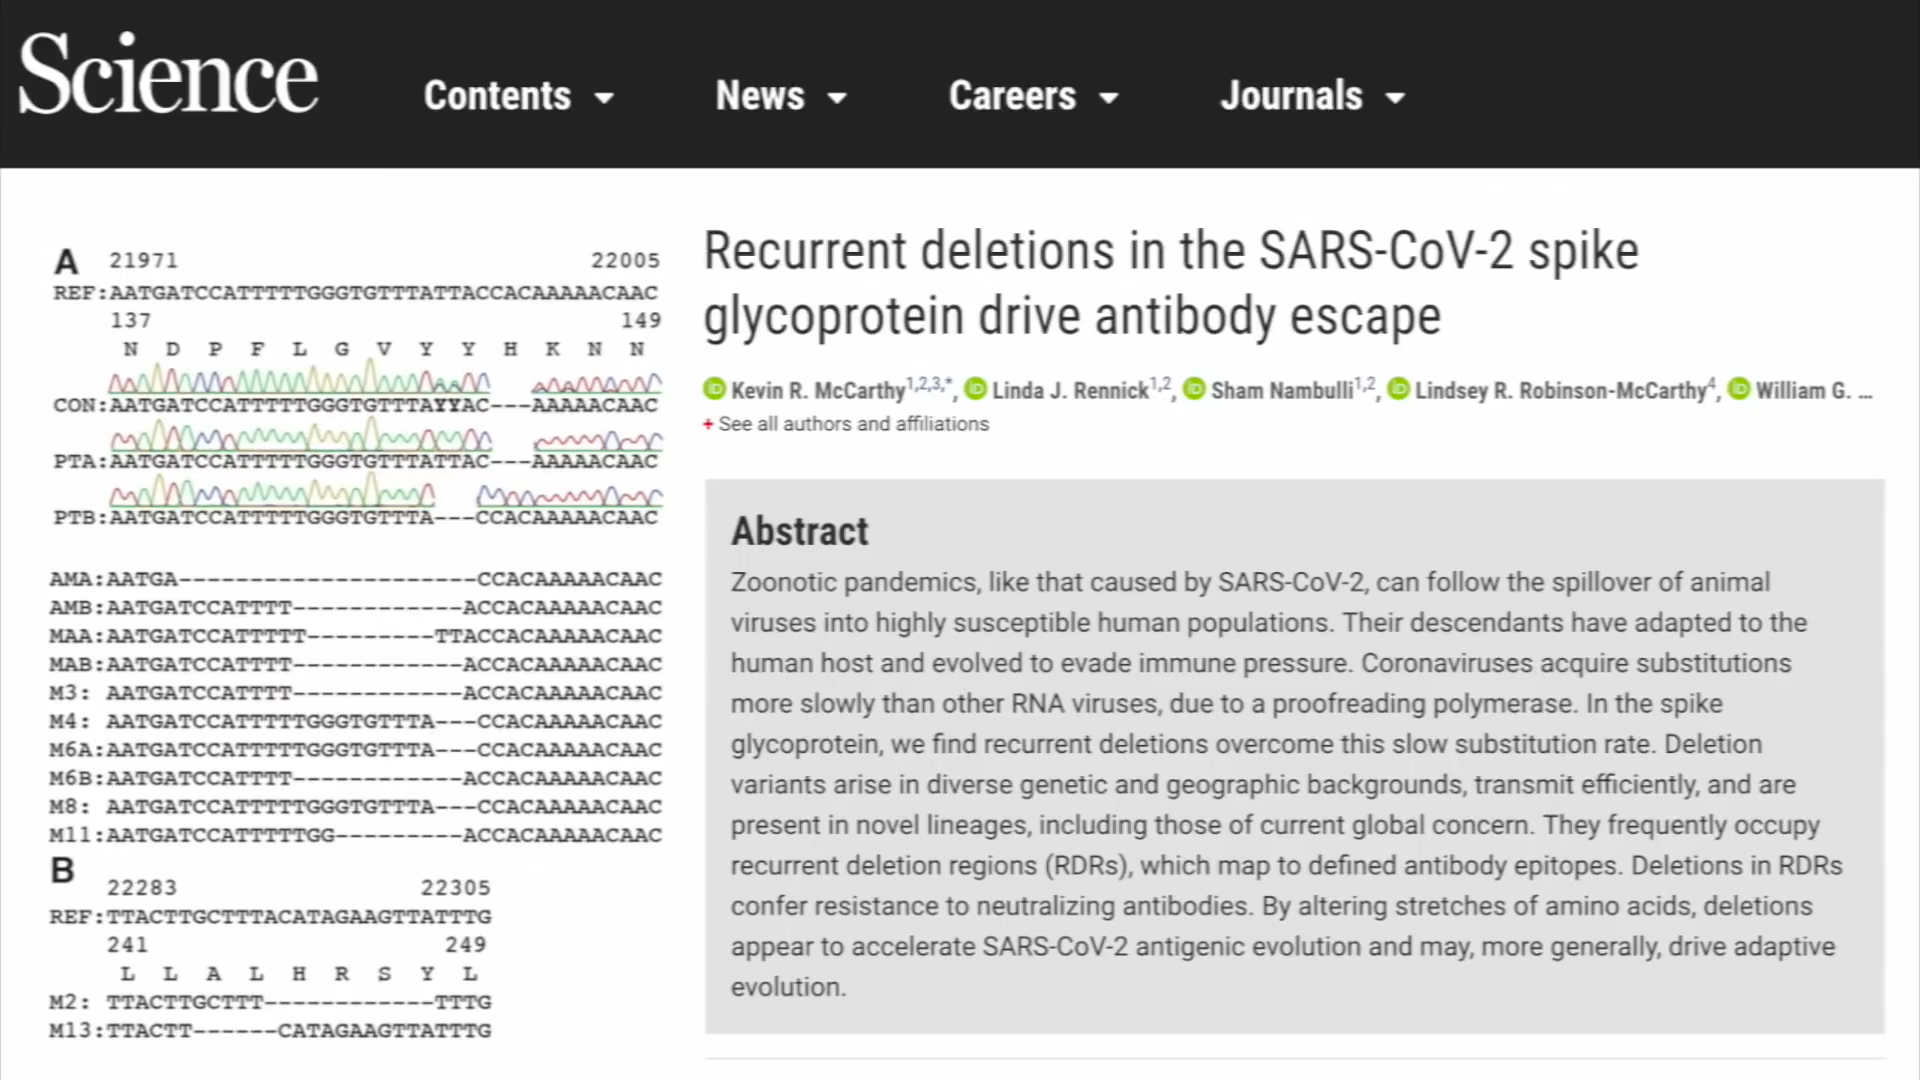 Science
Contents
News
Careers
Journals
A 21971 22005
REF:AATGATCCATTTTTGGGTGTTTATTACCACAAAAACAAC
137 149
N D P F L G V Y Y H K N N
CON:AATGATCCATTTTTGGGTGTTTAYYAC---AAAAACAAC
PTA:AATGATCCATTTTTGGGTGTTTATTAC---AAAAACAAC
PTB:AATGATCCATTTTTGGGTGTTTA---CCACAAAAACAAC
AMA:AATGA---------------------CCACAAAAACAAC
AMB:AATGATCCATTTT------------ACCACAAAAACAAC
MAA:AATGATCCATTTTT---------TTACCACAAAAACAAC
MAB:AATGATCCATTTT------------ACCACAAAAACAAC
M3: AATGATCCATTTT------------ACCACAAAAACAAC
M4: AATGATCCATTTTTGGGTGTTTA---CCACAAAAACAAC
M6A:AATGATCCATTTTTGGGTGTTTA---CCACAAAAACAAC
M6B:AATGATCCATTTT------------ACCACAAAAACAAC
M8: AATGATCCATTTTTGGGTGTTTA---CCACAAAAACAAC
M11:AATGATCCATTTTTGG---------ACCACAAAAACAAC
B 22283 22305
REF:TTACTTGCTTTACATAGAAGTTATTTG
241 249
L L A L H R S Y L
M2: TTACTTGCTTT------------TTTG
M13:TTACTT------CATAGAAGTTATTTG
Recurrent deletions in the SARS-CoV-2 spike
glycoprotein drive antibody escape
Kevin R. McCarthy1,2,3,*, Linda J. Rennick1,2, Sham Nambulli1,2, Lindsey R. Robinson-McCarthy4, William G. ...
+ See all authors and affiliations
Abstract
Zoonotic pandemics, like that caused by SARS-CoV-2, can follow the spillover of animal
viruses into highly susceptible human populations. Their descendants have adapted to the
human host and evolved to evade immune pressure. Coronaviruses acquire substitutions
more slowly than other RNA viruses, due to a proofreading polymerase. In the spike
glycoprotein, we find recurrent deletions overcome this slow substitution rate. Deletion
variants arise in diverse genetic and geographic backgrounds, transmit efficiently, and are
present in novel lineages, including those of current global concern. They frequently occupy
recurrent deletion regions (RDRs), which map to defined antibody epitopes. Deletions in RDRs
confer resistance to neutralizing antibodies. By altering stretches of amino acids, deletions
appear to accelerate SARS-CoV-2 antigenic evolution and may, more generally, drive adaptive
evolution.